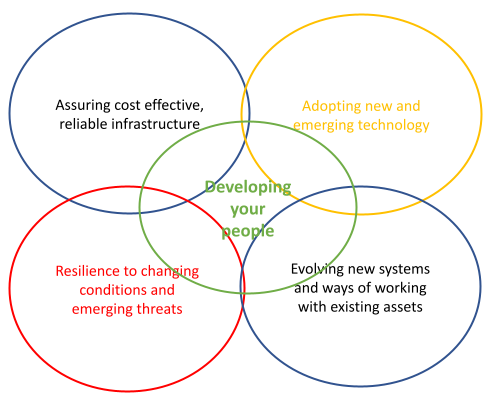 Assuring cost effective,
reliable infrastructure
Adopting new and
emerging technology
Developing
your
people
Resilience to changing
conditions and
emerging threats
Evolving new systems
and ways of working
with existing assets